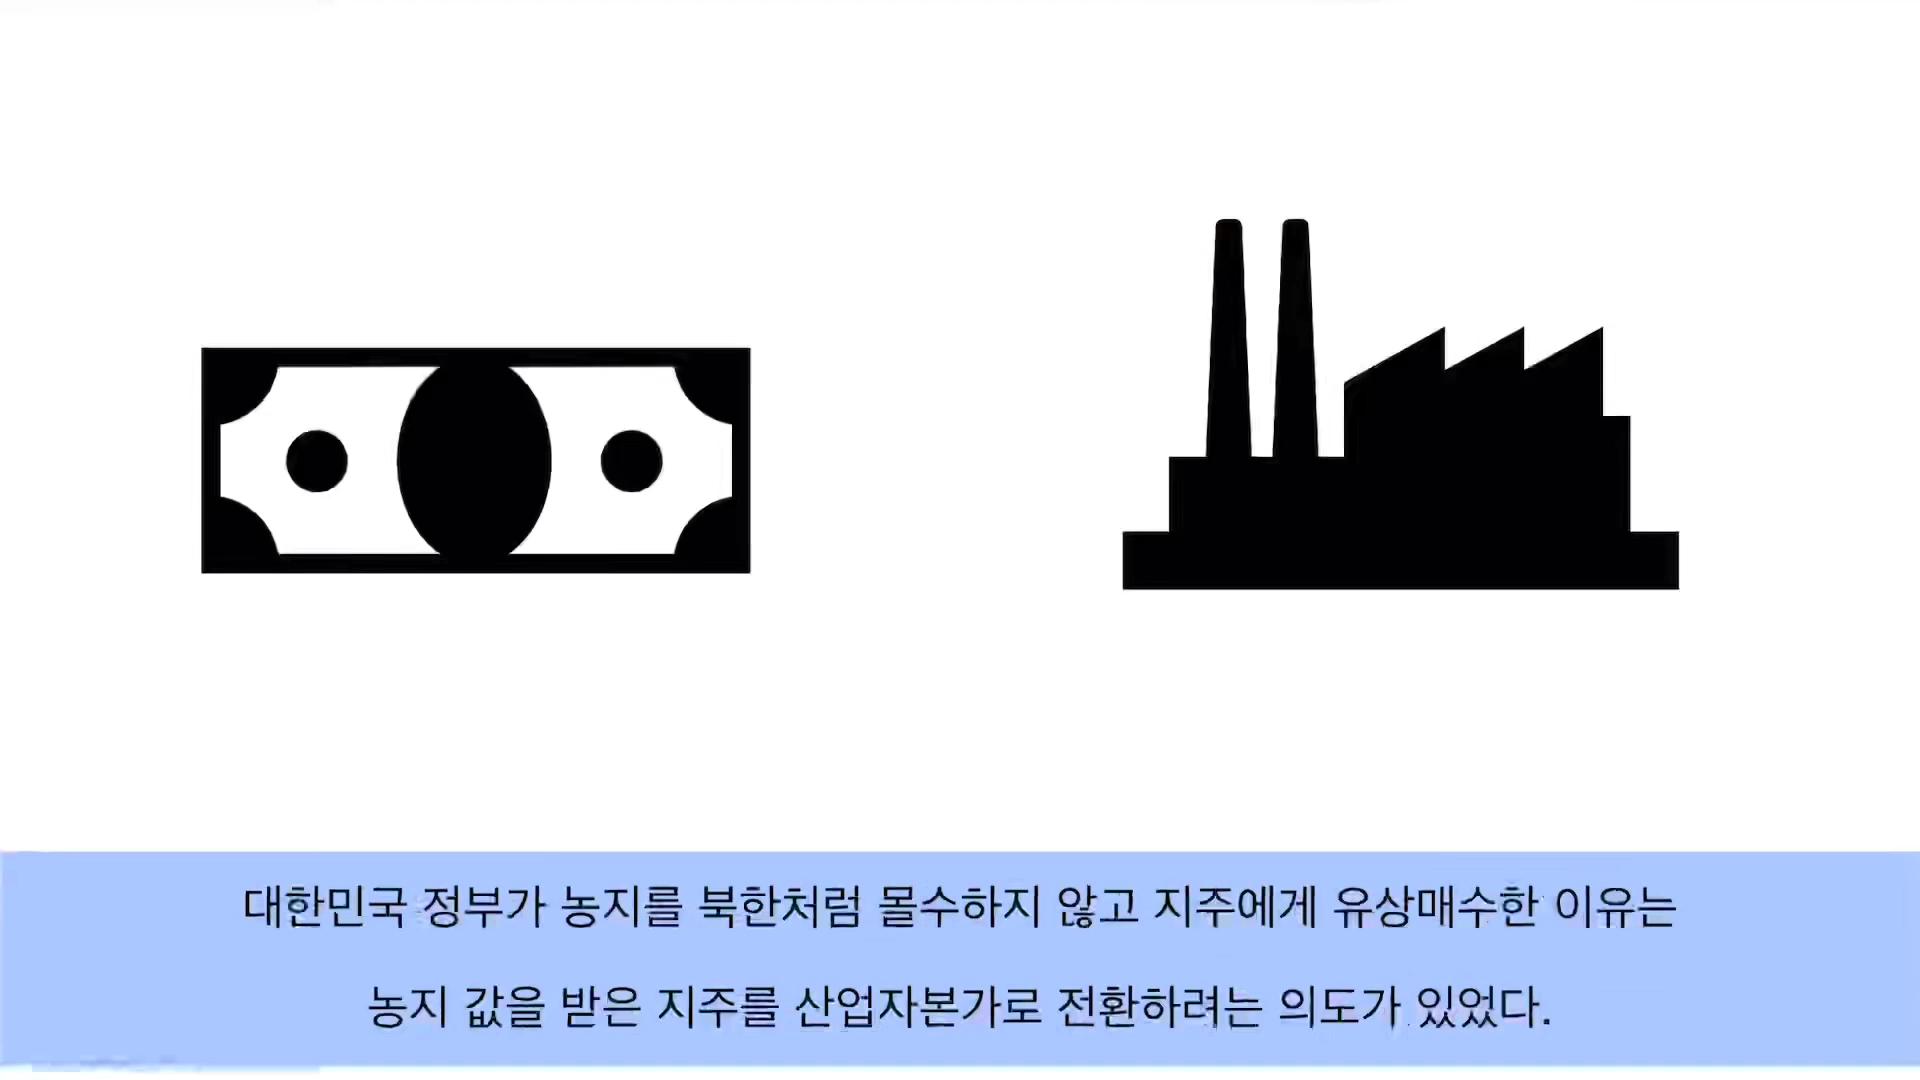 대한민국 정부가 농지를 북한처럼 몰수하지 않고 지주에게 유상매수한 이유는
농지 값을 받은 지주를 산업자본가로 전환하려는 의도가 있었다.